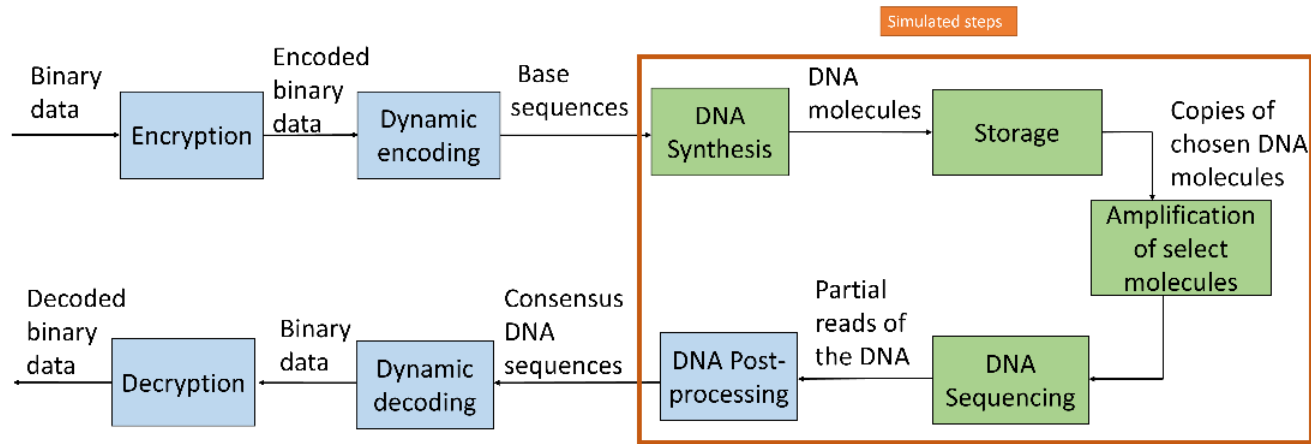 Simulated steps
Binary
data
Encryption
Encoded
binary
data
Dynamic
encoding
Base
sequences
DNA
Synthesis
DNA
molecules
Storage
Copies of
chosen DNA
molecules
Amplification
of select
molecules
DNA
Sequencing
Partial
reads of
the DNA
DNA Post-
processing
Consensus
DNA
sequences
Dynamic
decoding
Binary
data
Decryption
Decoded
binary
data